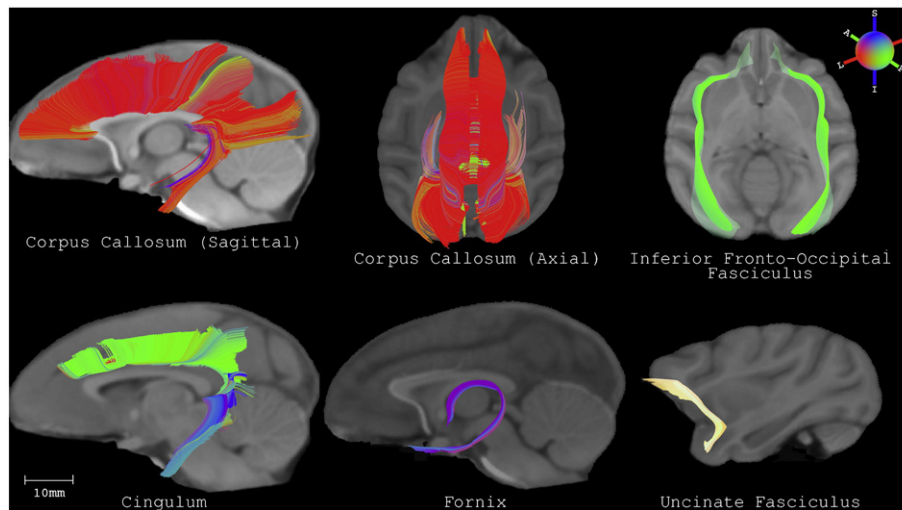 S
A
L
I
Corpus Callosum (Sagittal)
Corpus Callosum (Axial)
Inferior Fronto-Occipital
Fasciculus
10mm
Cingulum
Fornix
Uncinate Fasciculus